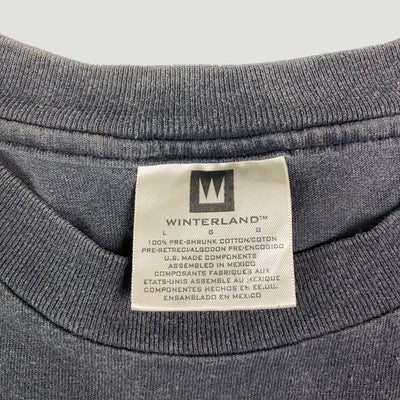 WINTERLAND™
L G G
100% PRE-SHRUNK COTTON/COTON
PRE-RETRECI/ALGODON PRE-ENCOGIDO
U.S. MADE COMPONENTS
ASSEMBLED IN MEXICO
COMPOSANTS FABRIQUES AUX
ETATS-UNIS ASSEMBLE AU MEXIQUE
COMPONENTES HECHOS EN EE.UU.
ENSAMBLADO EN MEXICO